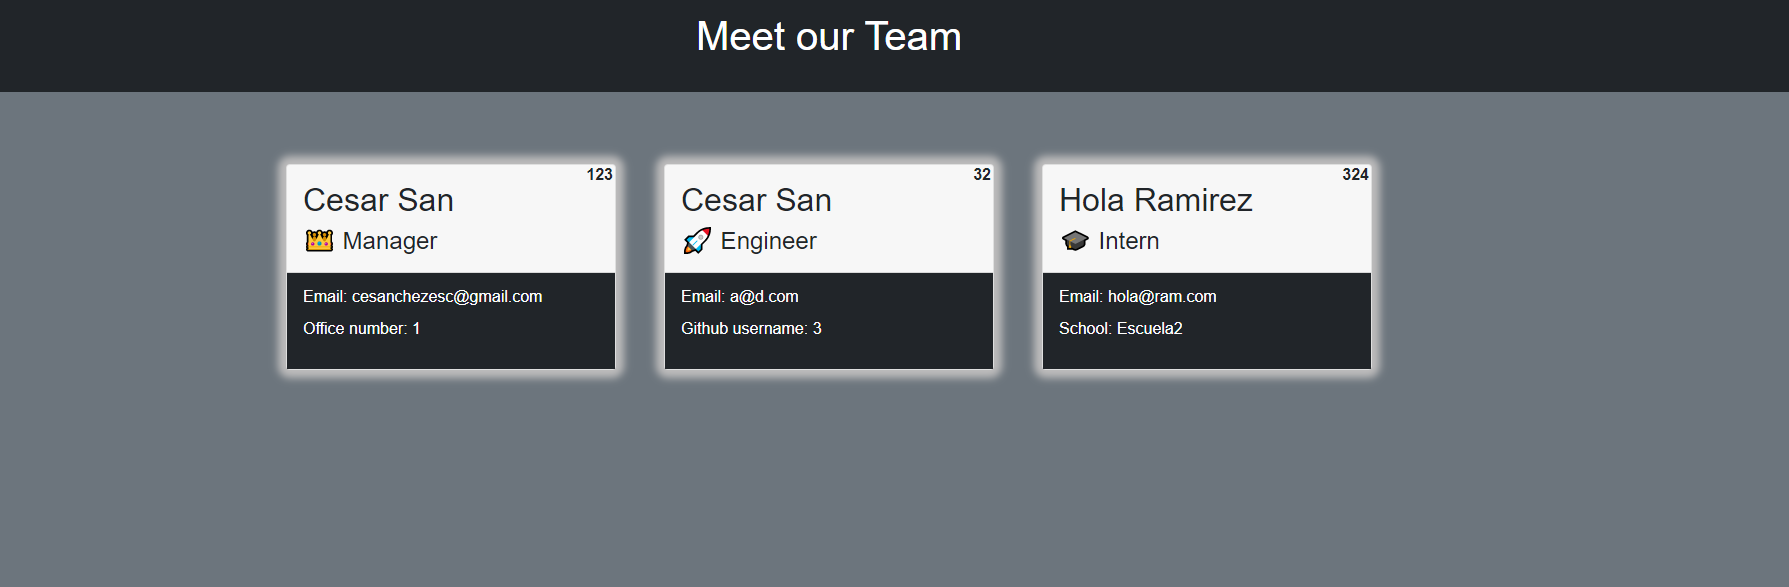 Meet our Team
123
Cesar San
Manager
Email: cesanchezesc@gmail.com
Office number: 1
32
Cesar San
Engineer
Email: a@d.com
Github username: 3
324
Hola Ramirez
Intern
Email: hola@ram.com
School: Escuela2